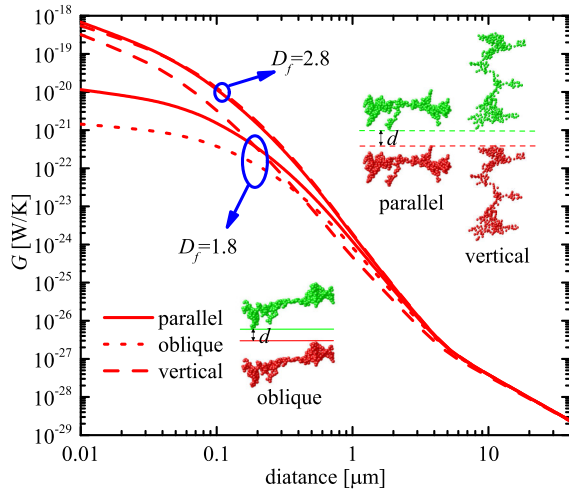 10^-18
10^-19
10^-20
10^-21
10^-22
10^-23
10^-24
10^-25
10^-26
10^-27
10^-28
10^-29
G [W/K]
D_f=2.8
D_f=1.8
d
parallel
vertical
parallel
oblique
vertical
d
oblique
0.01
0.1
1
10
diatance [μm]